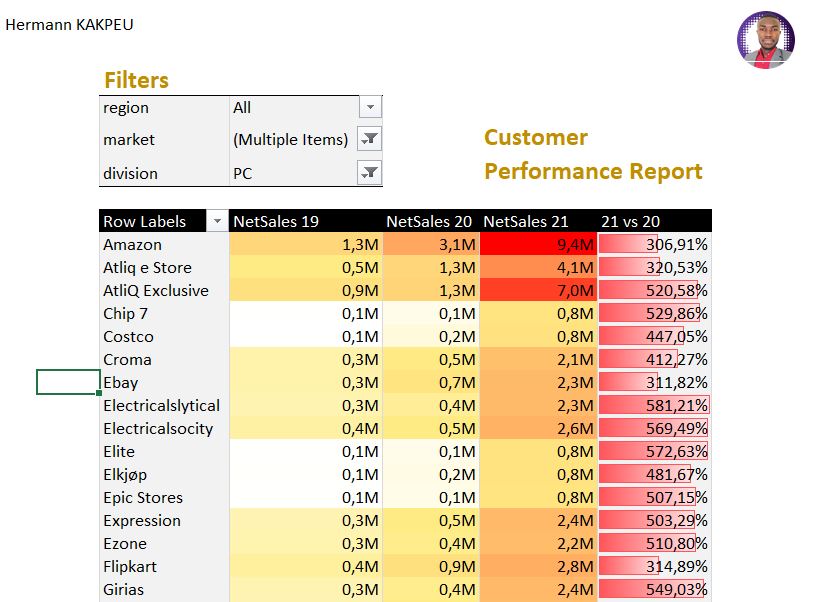 Hermann KAKPEU
Filters
region All
market (Multiple Items)
division PC
Customer
Performance Report
Row Labels NetSales 19 NetSales 20 NetSales 21 21 vs 20
Amazon 1,3M 3,1M 9,4M 306,91%
Atliq e Store 0,5M 1,3M 4,1M 320,53%
AtliQ Exclusive 0,9M 1,3M 7,0M 520,58%
Chip 7 0,1M 0,1M 0,8M 529,86%
Costco 0,1M 0,2M 0,8M 447,05%
Croma 0,3M 0,5M 2,1M 412,27%
Ebay 0,3M 0,7M 2,3M 311,82%
Electricalslytical 0,3M 0,4M 2,3M 581,21%
Electricalsocity 0,4M 0,5M 2,6M 569,49%
Elite 0,1M 0,1M 0,8M 572,63%
Elkjøp 0,1M 0,2M 0,8M 481,67%
Epic Stores 0,1M 0,1M 0,8M 507,15%
Expression 0,3M 0,5M 2,4M 503,29%
Ezone 0,3M 0,4M 2,2M 510,80%
Flipkart 0,4M 0,9M 2,8M 314,89%
Girias 0,3M 0,4M 2,4M 549,03%